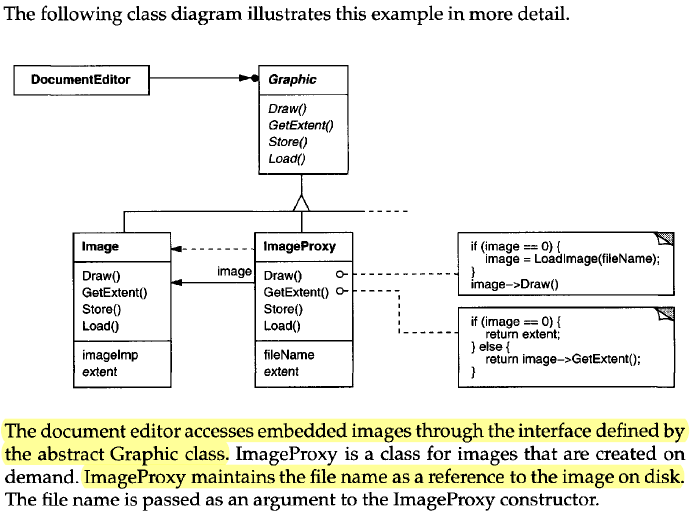 The following class diagram illustrates this example in more detail.
DocumentEditor
Graphic
Draw()
GetExtent()
Store()
Load()
Image
Draw()
GetExtent()
Store()
Load()
imageImp
extent
image
ImageProxy
Draw()
GetExtent()
Store()
Load()
fileName
extent
if (image == 0) {
image = LoadImage(fileName);
}
image->Draw()
if (image == 0) {
return extent;
} else {
return image->GetExtent();
}
The document editor accesses embedded images through the interface defined by
the abstract Graphic class. ImageProxy is a class for images that are created on
demand. ImageProxy maintains the file name as a reference to the image on disk.
The file name is passed as an argument to the ImageProxy constructor.